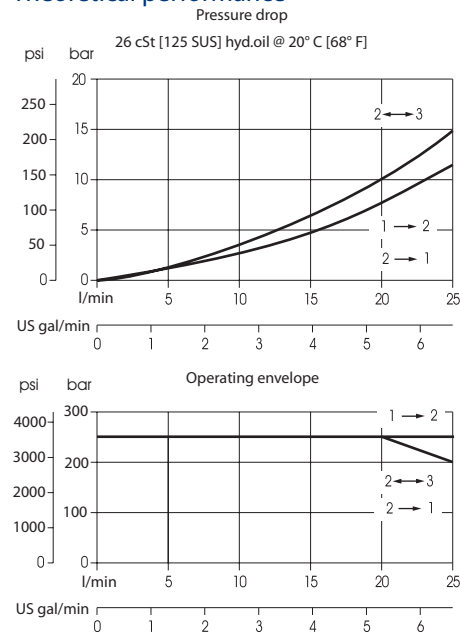 Theoretical performance
Pressure drop
26 cSt [125 SUS] hyd.oil @ 20° C [68° F]
psi bar
20
250
15
200
150
10
100
5
50
0 0
2 ⟷ 3
1 → 2
2 → 1
l/min 5 10 15 20 25
US gal/min
0 1 2 3 4 5 6
Operating envelope
psi bar
300
4000
3000
200
2000
100
1000
0 0
1 → 2
2 ⟷ 3
2 → 1
l/min 5 10 15 20 25
US gal/min
0 1 2 3 4 5 6